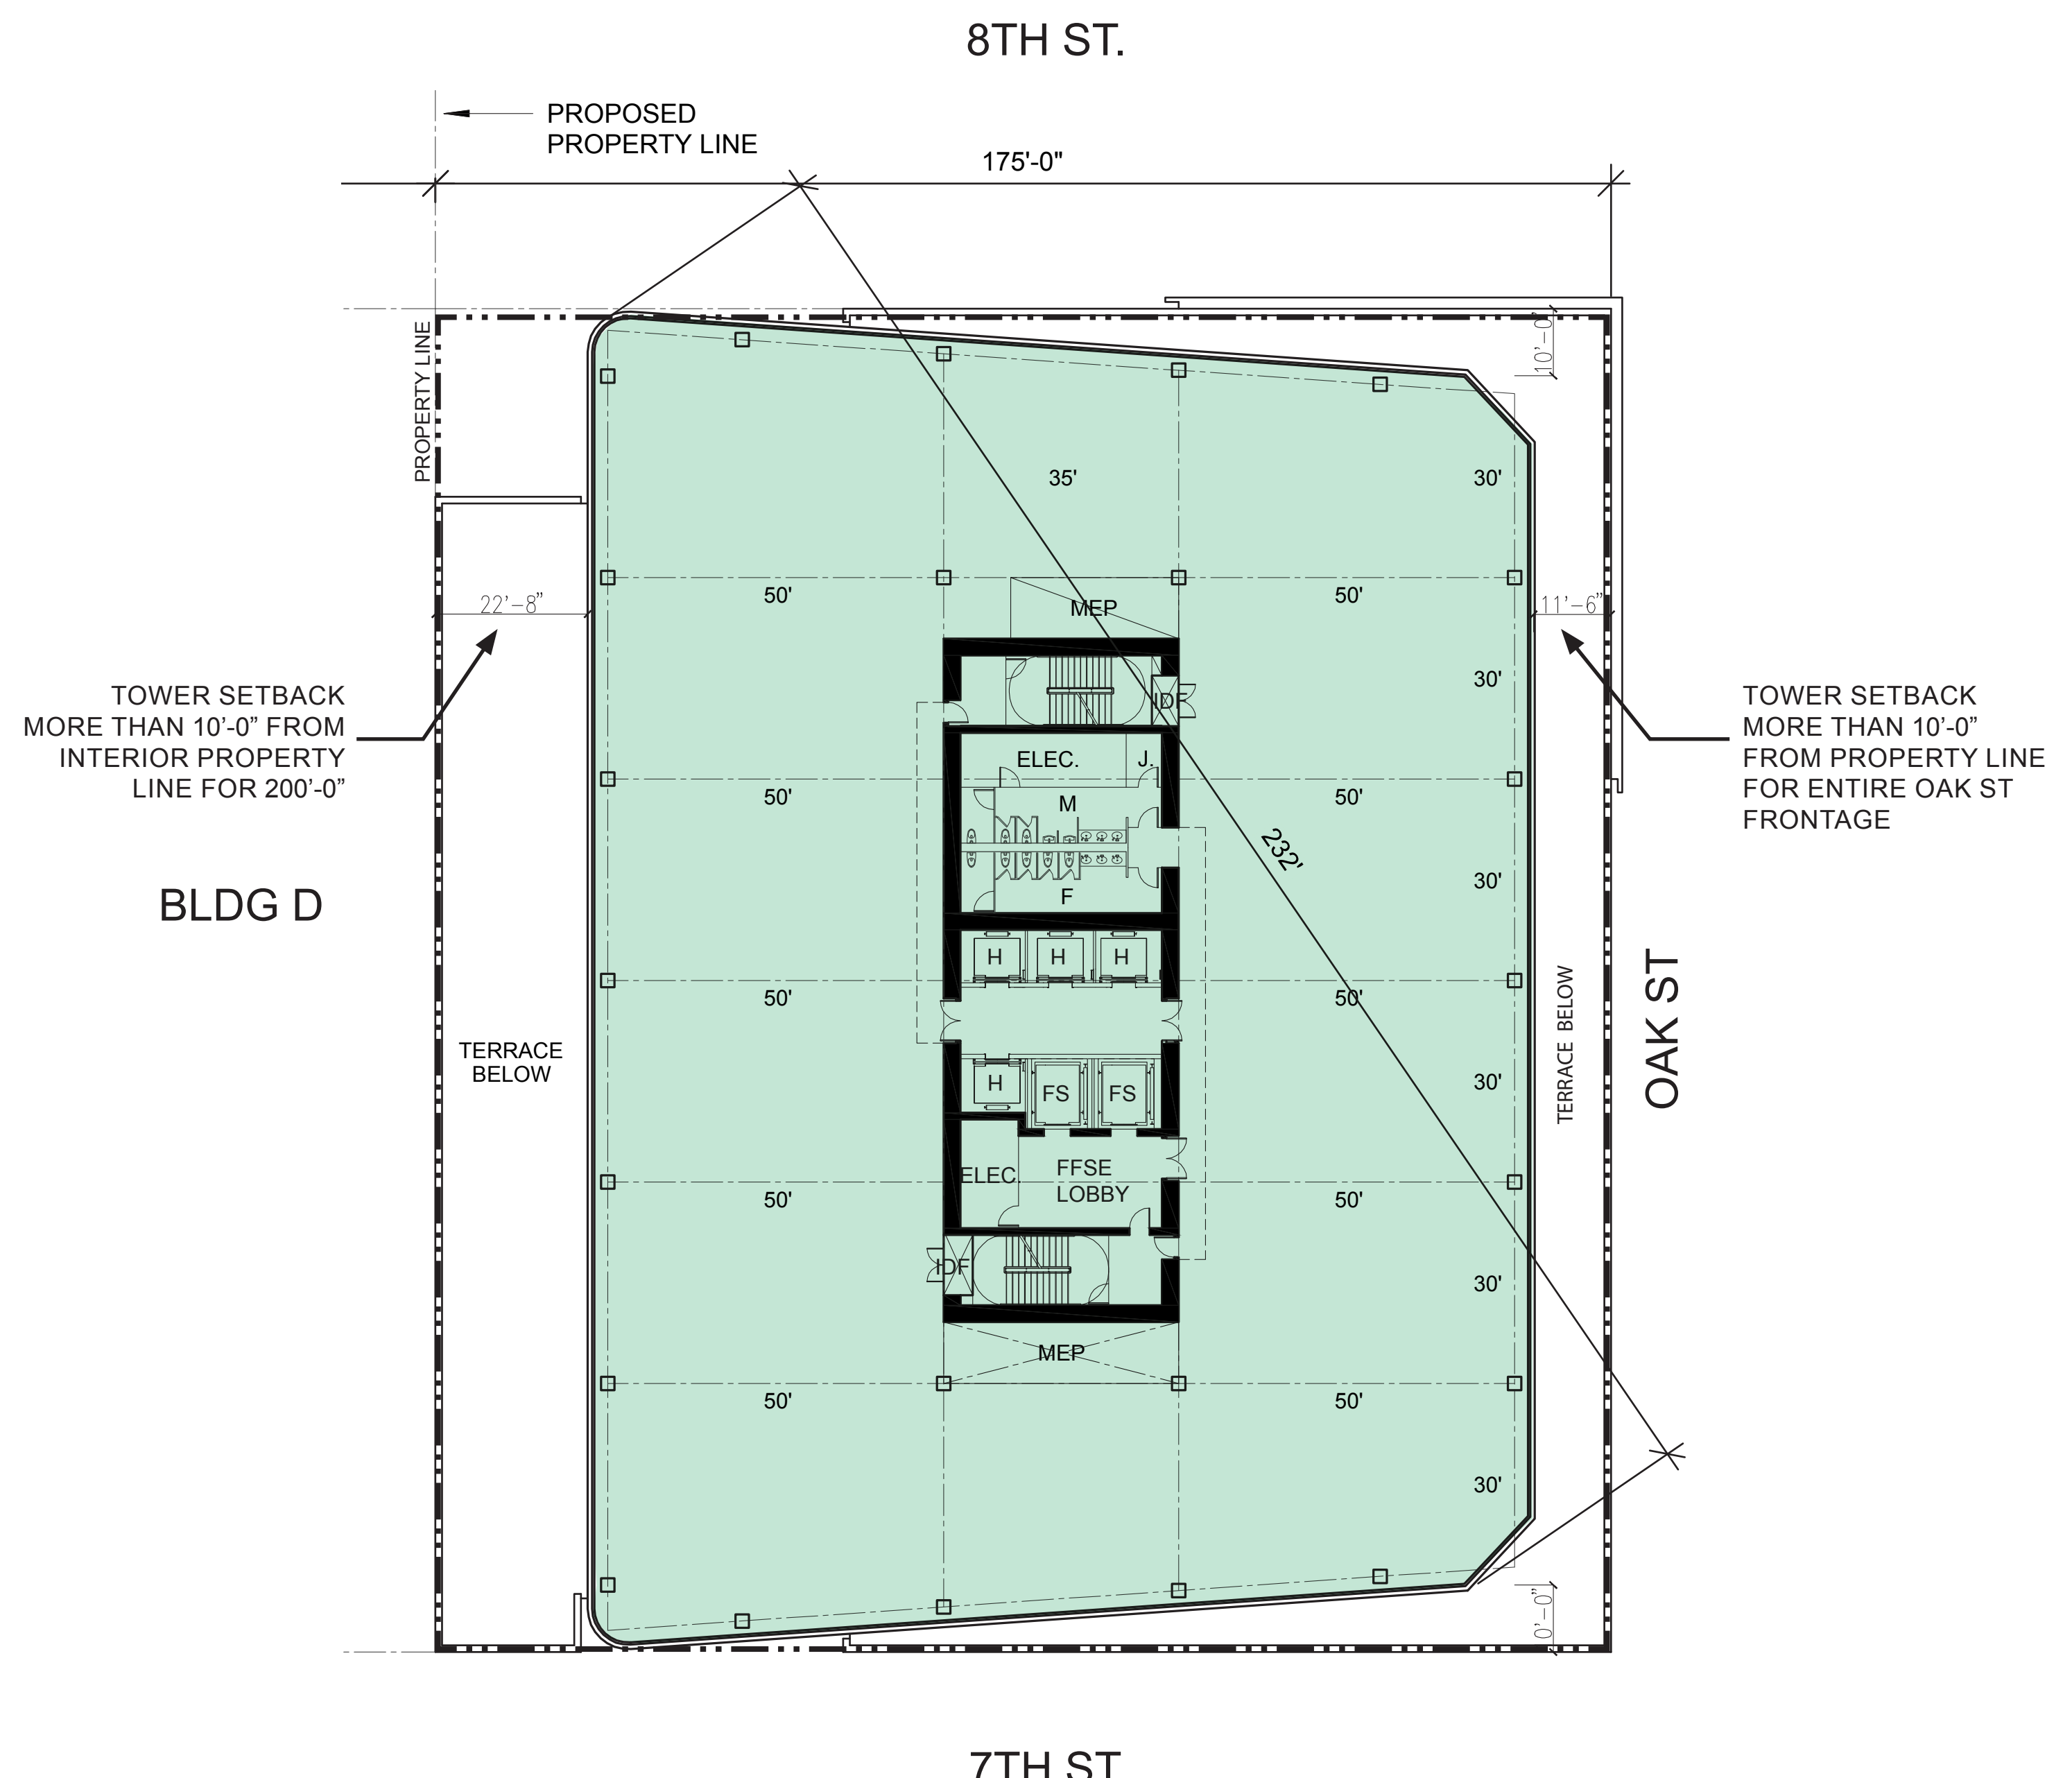 8TH ST.
PROPOSED
PROPERTY LINE
175'-0"
PROPERTY LINE
10'-0"
35'
30'
50'
50'
MEP
22'-8"
11'-6"
TOWER SETBACK
MORE THAN 10'-0” FROM
INTERIOR PROPERTY
LINE FOR 200'-0”
30'
IDF
TOWER SETBACK
MORE THAN 10'-0”
FROM PROPERTY LINE
FOR ENTIRE OAK ST
FRONTAGE
ELEC.
J.
50'
M
50'
232'
BLDG D
F
30'
H
H
H
50'
50'
OAK ST
TERRACE BELOW
TERRACE
BELOW
H
FS
FS
30'
ELEC.
FFSE
LOBBY
50'
50'
IDF
30'
MEP
50'
50'
30'
0'-0"
7TH ST